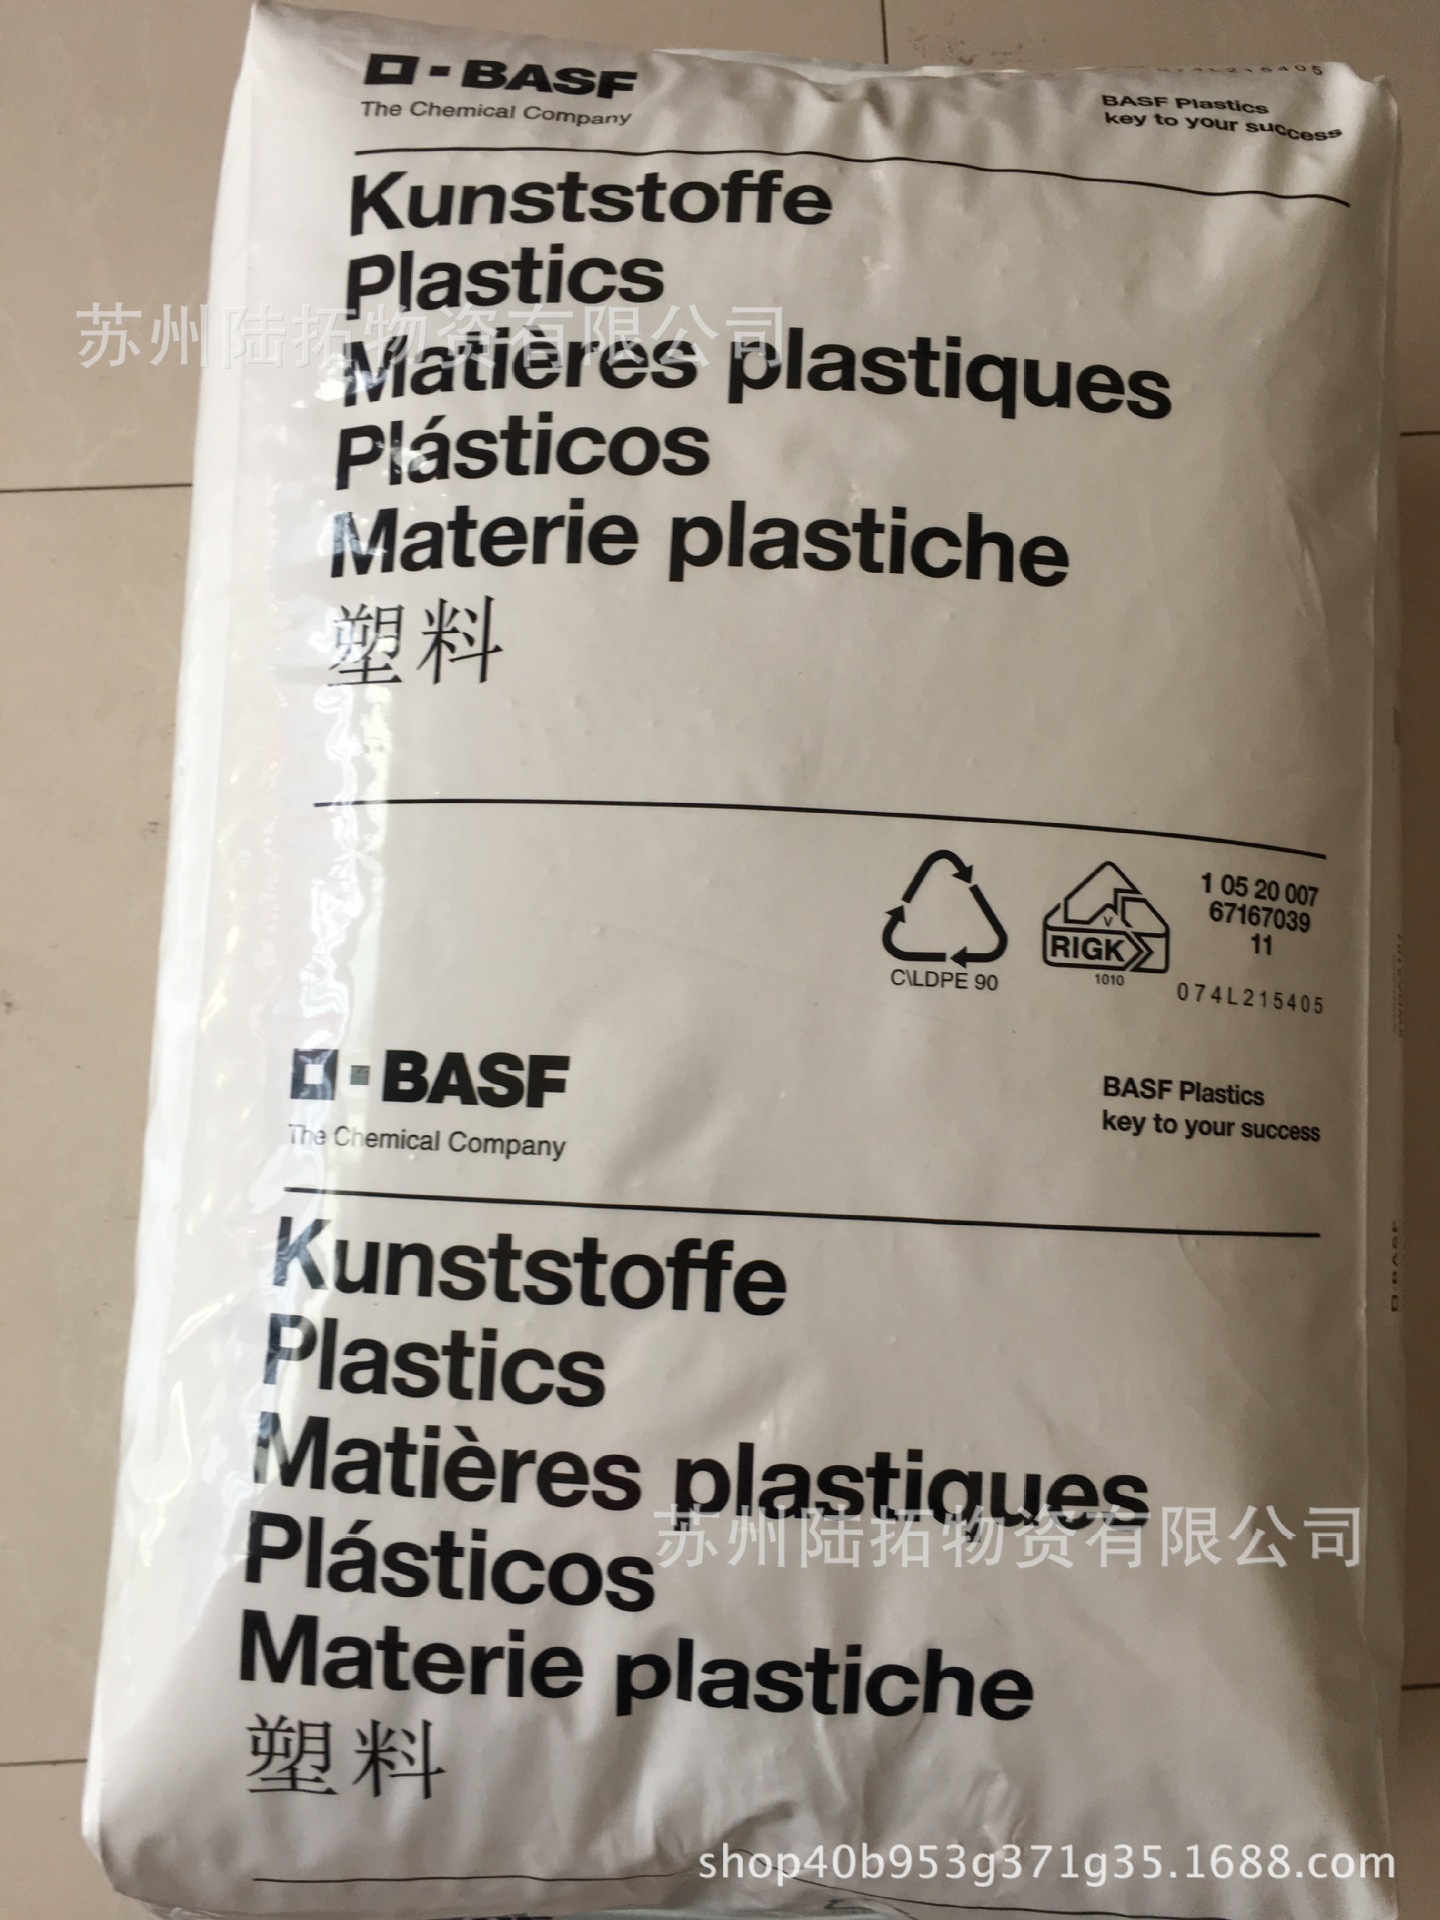 BASF
The Chemical Company
BASF Plastics
key to your success
Kunststoffe
Plastics
苏州陆拓物资有限公司
Matières plastiques
Plásticos
Materie plastiche
塑料
C\LDPE 90
V
RIGK
1010
1 05 20 007
67167039
11
074L215405
BASF
The Chemical Company
BASF Plastics
key to your success
Kunststoffe
Plastics
Matières plastiques
苏州陆拓物资有限公司
Plásticos
Materie plastiche
塑料
shop40b953g371g35.1688.com
BASF